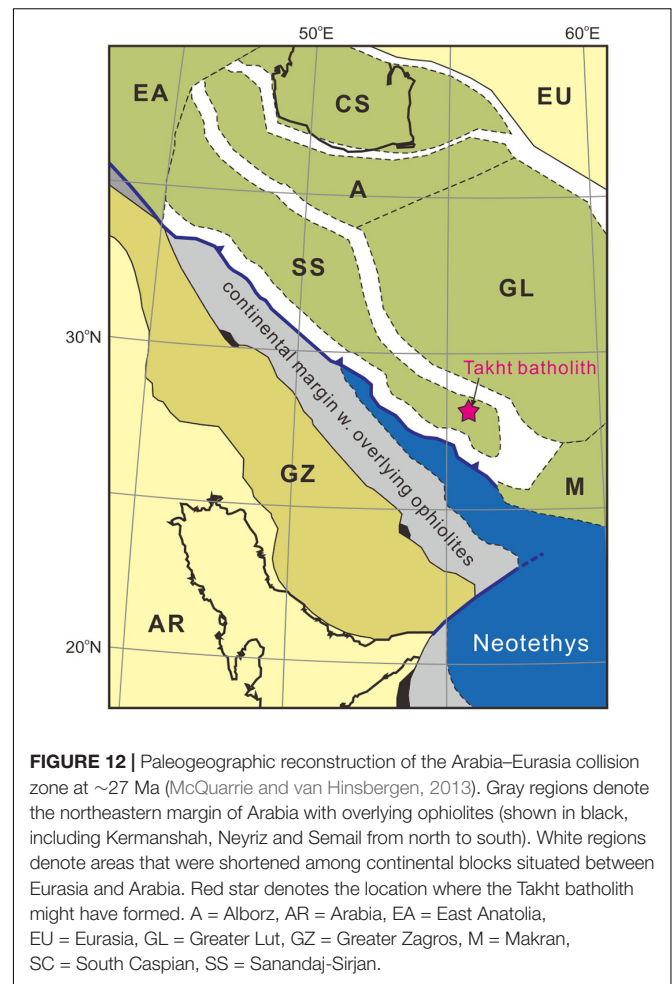 50°E
60°E
EA
CS
EU
A
SS
GL
30°N
continental margin w. overlying ophiolites
Takht batholith
GZ
M
AR
20°N
Neotethys
FIGURE 12 | Paleogeographic reconstruction of the Arabia–Eurasia collision
zone at ∼27 Ma (McQuarrie and van Hinsbergen, 2013). Gray regions denote
the northeastern margin of Arabia with overlying ophiolites (shown in black,
including Kermanshah, Neyriz and Semail from north to south). White regions
denote areas that were shortened among continental blocks situated between
Eurasia and Arabia. Red star denotes the location where the Takht batholith
might have formed. A = Alborz, AR = Arabia, EA = East Anatolia,
EU = Eurasia, GL = Greater Lut, GZ = Greater Zagros, M = Makran,
SC = South Caspian, SS = Sanandaj-Sirjan.